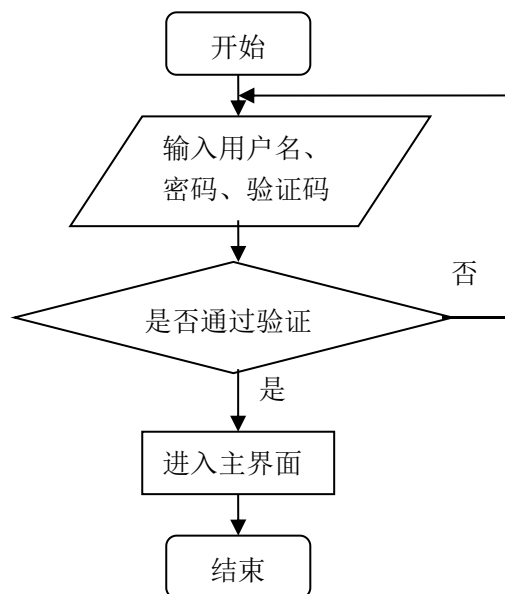 开始
输入用户名、
密码、验证码
否
是否通过验证
是
进入主界面
结束